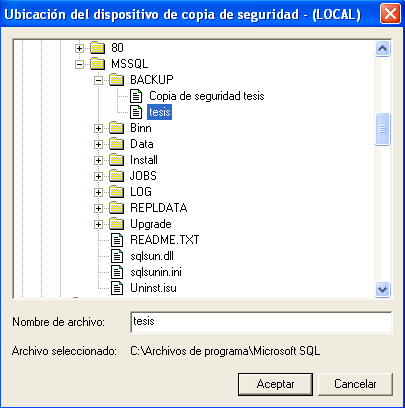 Ubicación del dispositivo de copia de seguridad - (LOCAL)
80
MSSQL
BACKUP
Copia de seguridad tesis
tesis
Binn
Data
Install
JOBS
LOG
REPLDATA
Upgrade
README.TXT
sqlsun.dll
sqlsunin.ini
Uninst.isu
Nombre de archivo: tesis
Archivo seleccionado: C:\Archivos de programa\Microsoft SQL
Aceptar Cancelar